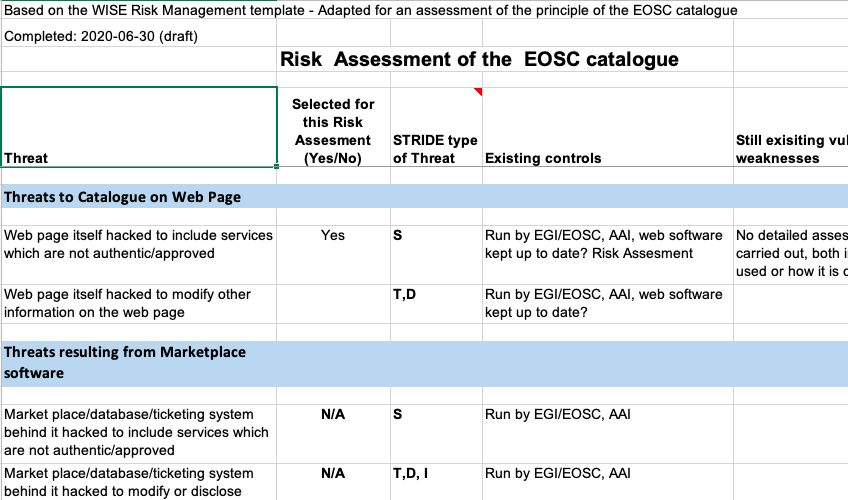 Based on the WISE Risk Management template - Adapted for an assessment of the principle of the EOSC catalogue
Completed: 2020-06-30 (draft)
Risk Assessment of the EOSC catalogue
Threat
Selected for
this Risk
Assesment
(Yes/No)
STRIDE type
of Threat
Existing controls
Still exisiting vul
weaknesses
Threats to Catalogue on Web Page
Web page itself hacked to include services
which are not authentic/approved
Yes
S
Run by EGI/EOSC, AAI, web software
kept up to date? Risk Assesment
No detailed asses
carried out, both i
used or how it is c
Web page itself hacked to modify other
information on the web page
T,D
Run by EGI/EOSC, AAI, web software
kept up to date?
Threats resulting from Marketplace
software
Market place/database/ticketing system
behind it hacked to include services which
are not authentic/approved
N/A
S
Run by EGI/EOSC, AAI
Market place/database/ticketing system
behind it hacked to modify or disclose
N/A
T,D, I
Run by EGI/EOSC, AAI